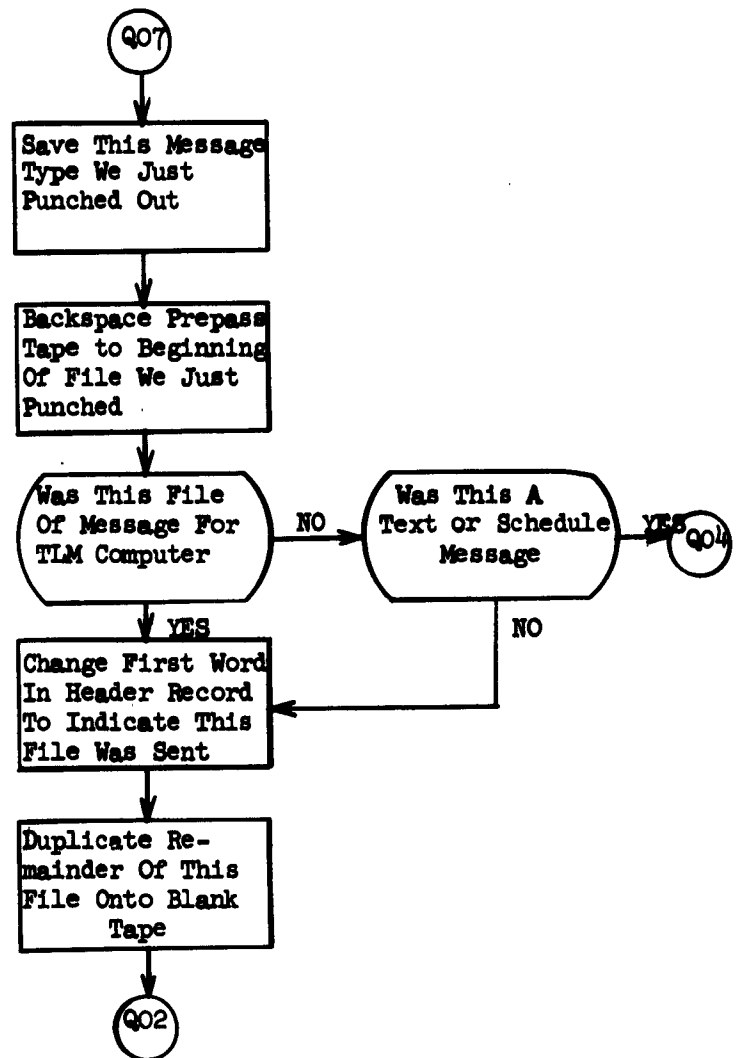 Q07
Save This Message
Type We Just
Punched Out
Backspace Prepass
Tape to Beginning
Of File We Just
Punched
Was This File
Of Message For
TLM Computer
NO
Was This A
Text or Schedule
Message
YES
Q04
YES
NO
Change First Word
In Header Record
To Indicate This
File Was Sent
Duplicate Re-
mainder Of This
File Onto Blank
Tape
Q02